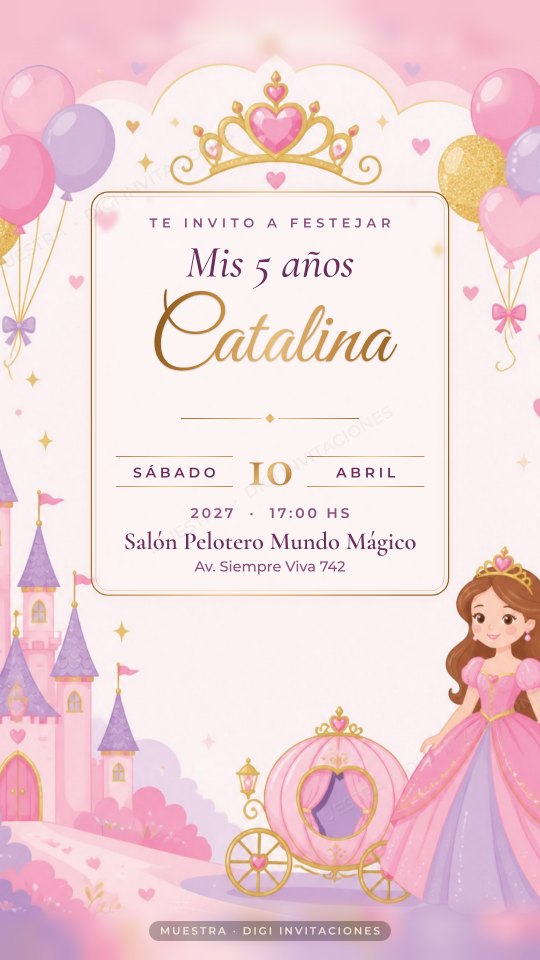 TE INVITO A FESTEJAR
Mis 5 años
Catalina
SÁBADO 10 ABRIL
2027 · 17:00 HS
Salón Pelotero Mundo Mágico
Av. Siempre Viva 742
MUESTRA · DIGI INVITACIONES